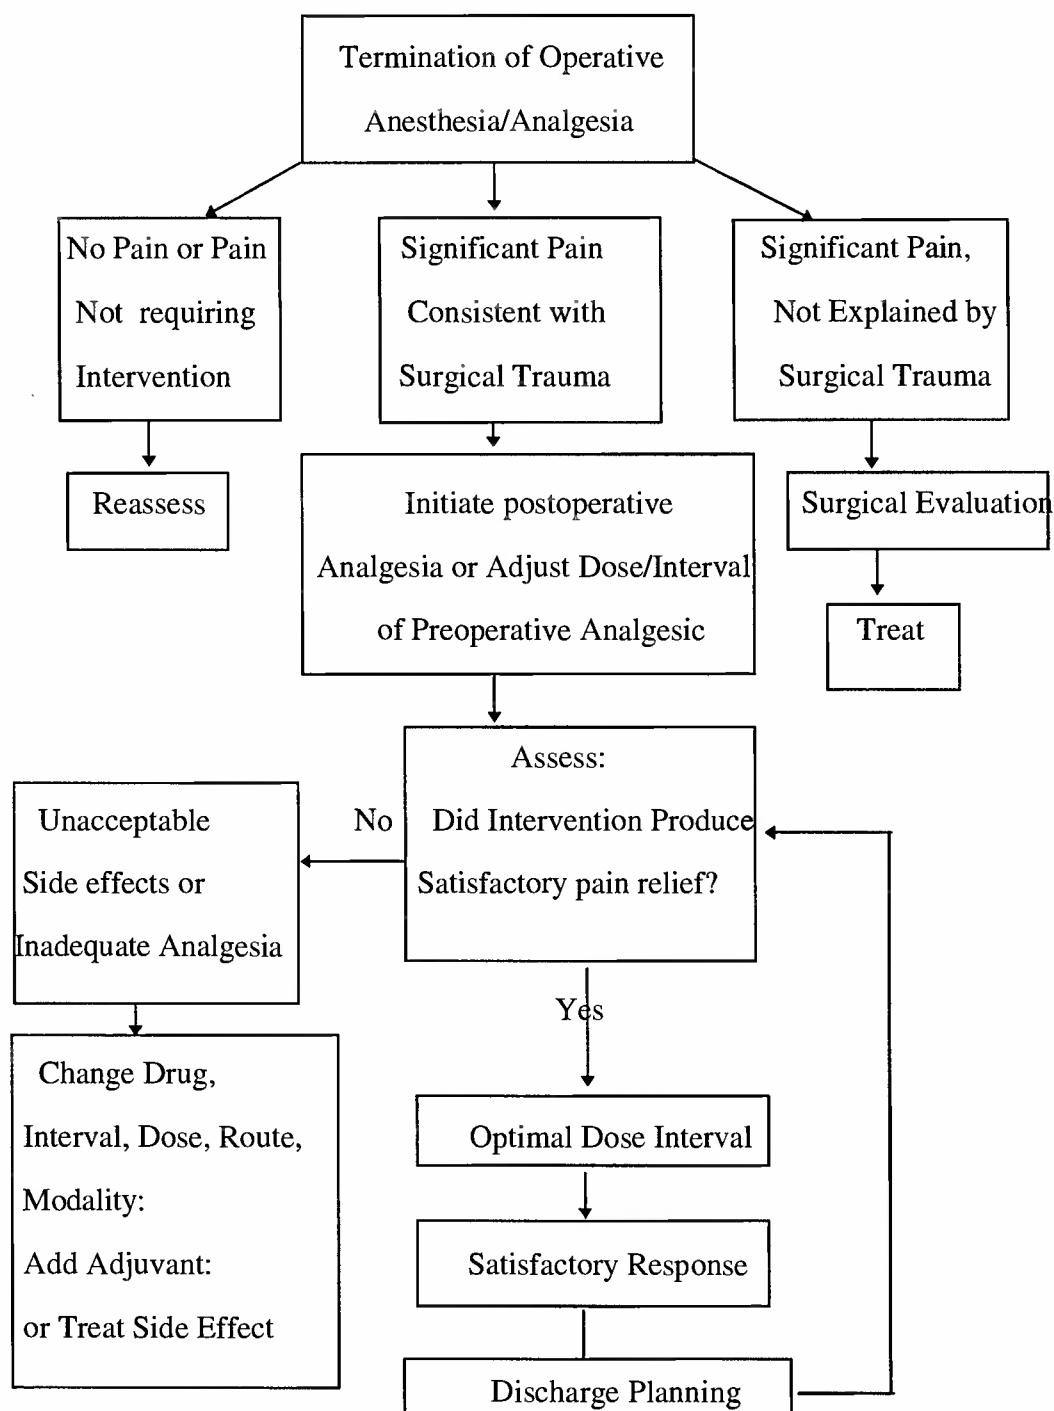 Termination of Operative
Anesthesia/Analgesia
No Pain or Pain
Not requiring
Intervention
Significant Pain
Consistent with
Surgical Trauma
Significant Pain,
Not Explained by
Surgical Trauma
Reassess
Initiate postoperative
Analgesia or Adjust Dose/Interval
of Preoperative Analgesic
Surgical Evaluation
Treat
Assess:
Did Intervention Produce
Satisfactory pain relief?
No
Unacceptable
Side effects or
Inadequate Analgesia
Yes
Change Drug,
Interval, Dose, Route,
Modality:
Add Adjuvant:
or Treat Side Effect
Optimal Dose Interval
Satisfactory Response
Discharge Planning